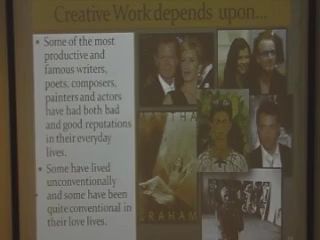 Creative Work depends upon...
• Some of the most
productive and
famous writers,
poets, composers,
painters and actors
have had both bad
and good reputations
in their everyday
lives.
• Some have lived
unconventionally
and some have been
quite conventional in
their love lives.
MARTHA
GRAHAM